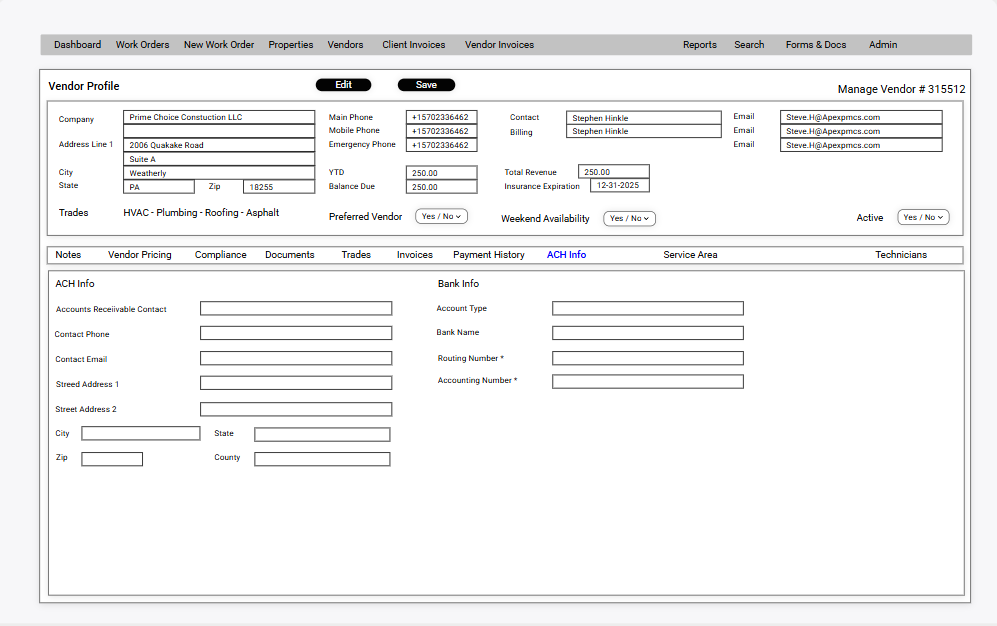 Dashboard Work Orders New Work Order Properties Vendors Client Invoices Vendor Invoices Reports Search Forms & Docs Admin
Vendor Profile Edit Save Manage Vendor # 315512
Company Prime Choice Constuction LLC Main Phone +15702336462 Contact Stephen Hinkle Email Steve.H@Apexpmcs.com
Mobile Phone +15702336462 Billing Stephen Hinkle Email Steve.H@Apexpmcs.com
Address Line 1 2006 Quakake Road Emergency Phone +15702336462 Email Steve.H@Apexpmcs.com
Suite A
City Weatherly YTD 250.00 Total Revenue 250.00
State PA Zip 18255 Balance Due 250.00 Insurance Expiration 12-31-2025
Trades HVAC - Plumbing - Roofing - Asphalt Preferred Vendor Yes / No Weekend Availability Yes / No Active Yes / No
Notes Vendor Pricing Compliance Documents Trades Invoices Payment History ACH Info Service Area Technicians
ACH Info Bank Info
Accounts Receiivable Contact Account Type
Contact Phone Bank Name
Contact Email Routing Number *
Streed Address 1 Accounting Number *
Street Address 2
City State
Zip County